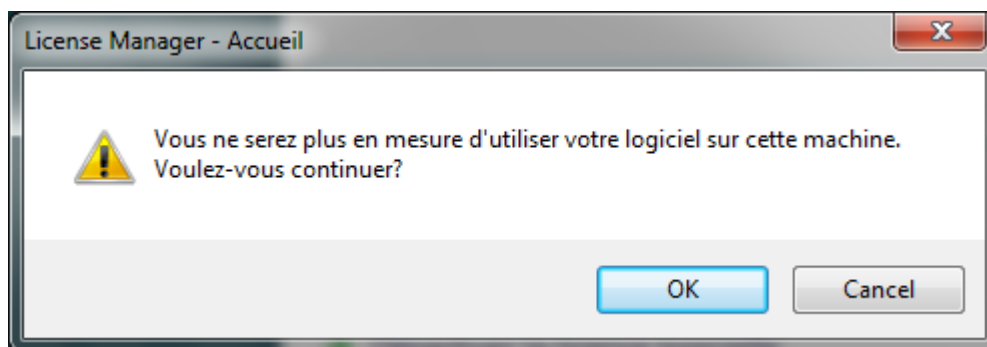 License Manager - Accueil
Vous ne serez plus en mesure d'utiliser votre logiciel sur cette machine.
Voulez-vous continuer?
OK
Cancel